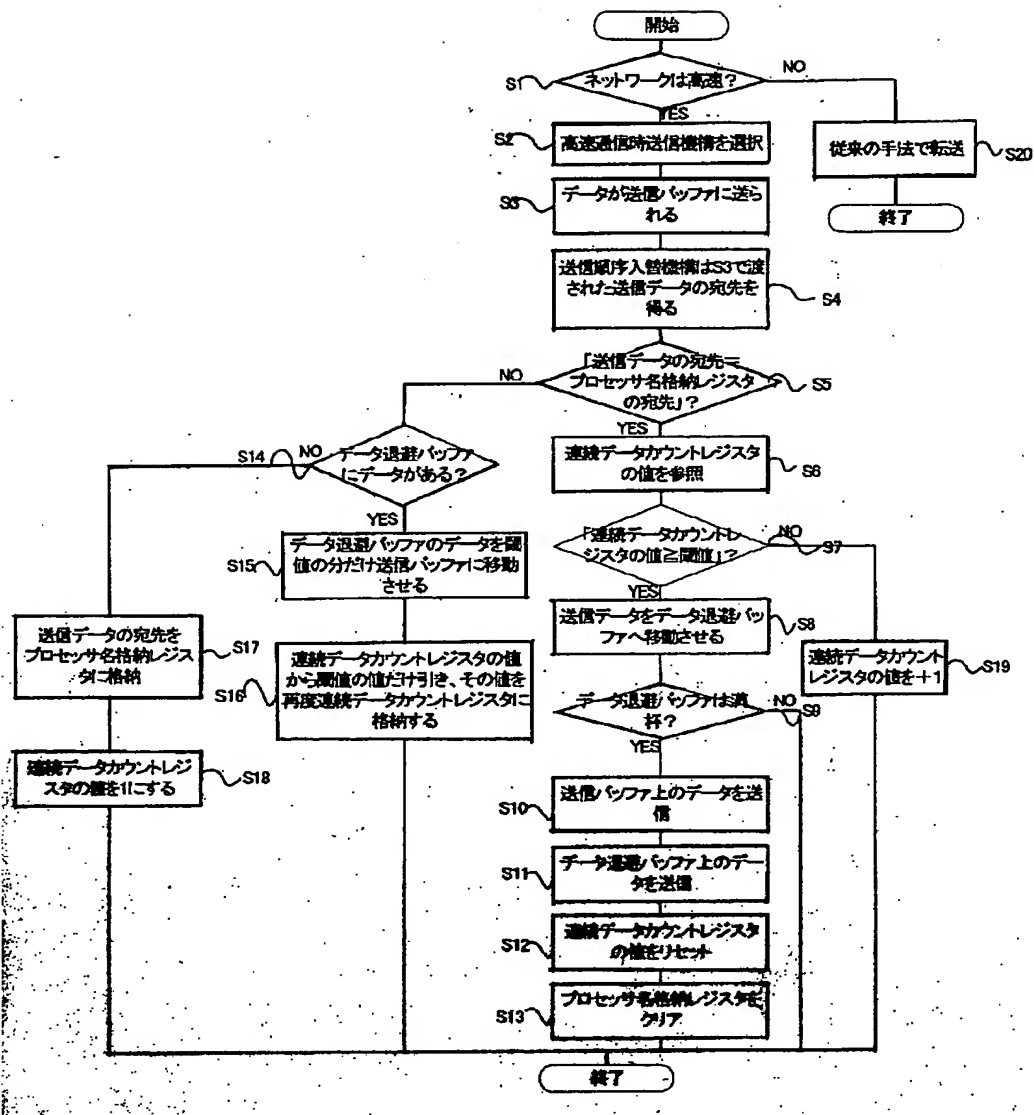 開始
S1
ネットワークは高速？
NO
YES
S2
高速通信時送信機構を選択
従来の手法で転送
S20
終了
S3
データが送信バッファに送ら
れる
送信順序入替機構はS3で渡
された送信データの宛先を
得る
S4
「送信データの宛先＝
プロセッサ名格納レジスタ
の宛先」？
S5
NO
YES
S14
NO
データ退避バッファ
にデータがある？
YES
連続データカウントレジスタ
の値を参照
S6
「連続データカウントレ
ジスタの値≧閾値」？
NO
S7
YES
S15
データ退避バッファのデータを閾
値の分だけ送信バッファに移動
させる
送信データをデータ退避バッ
ファへ移動させる
S8
送信データの宛先を
プロセッサ名格納レジス
タに格納
S17
S16
連続データカウントレジスタの値
から閾値の値だけ引き、その値を
再度連続データカウントレジスタに
格納する
連続データカウント
レジスタの値を＋1
S19
データ退避バッファは満
杯？
NO
S9
YES
連続データカウントレジ
スタの値を1にする
S18
S10
送信バッファ上のデータを送
信
S11
データ退避バッファ上のデー
タを送信
S12
連続データカウントレジスタ
の値をリセット
S13
プロセッサ名格納レジスタを
クリア
終了